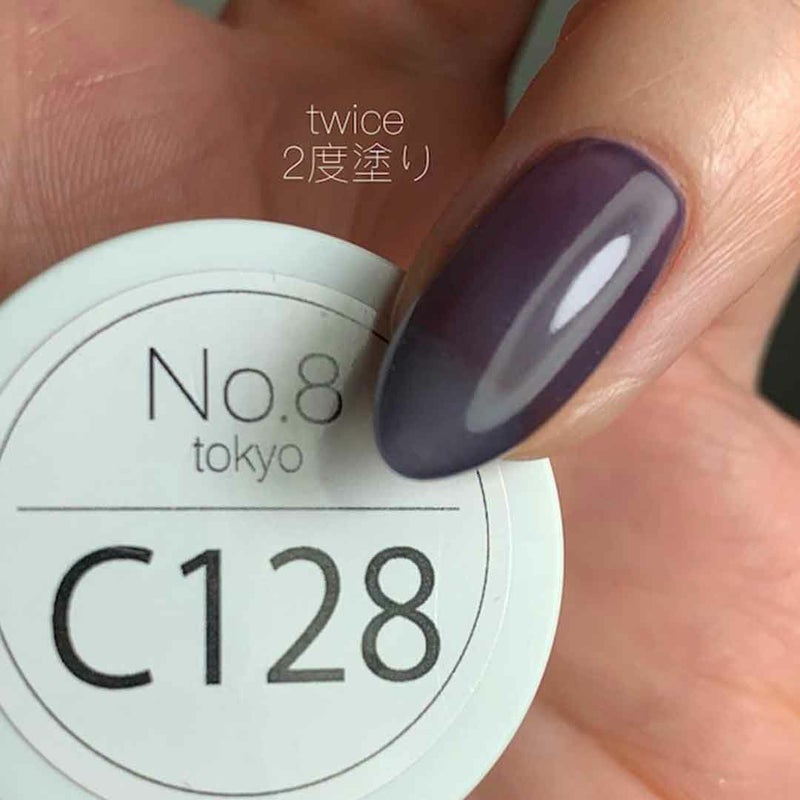 twice
2度塗り
No.8
tokyo
C128